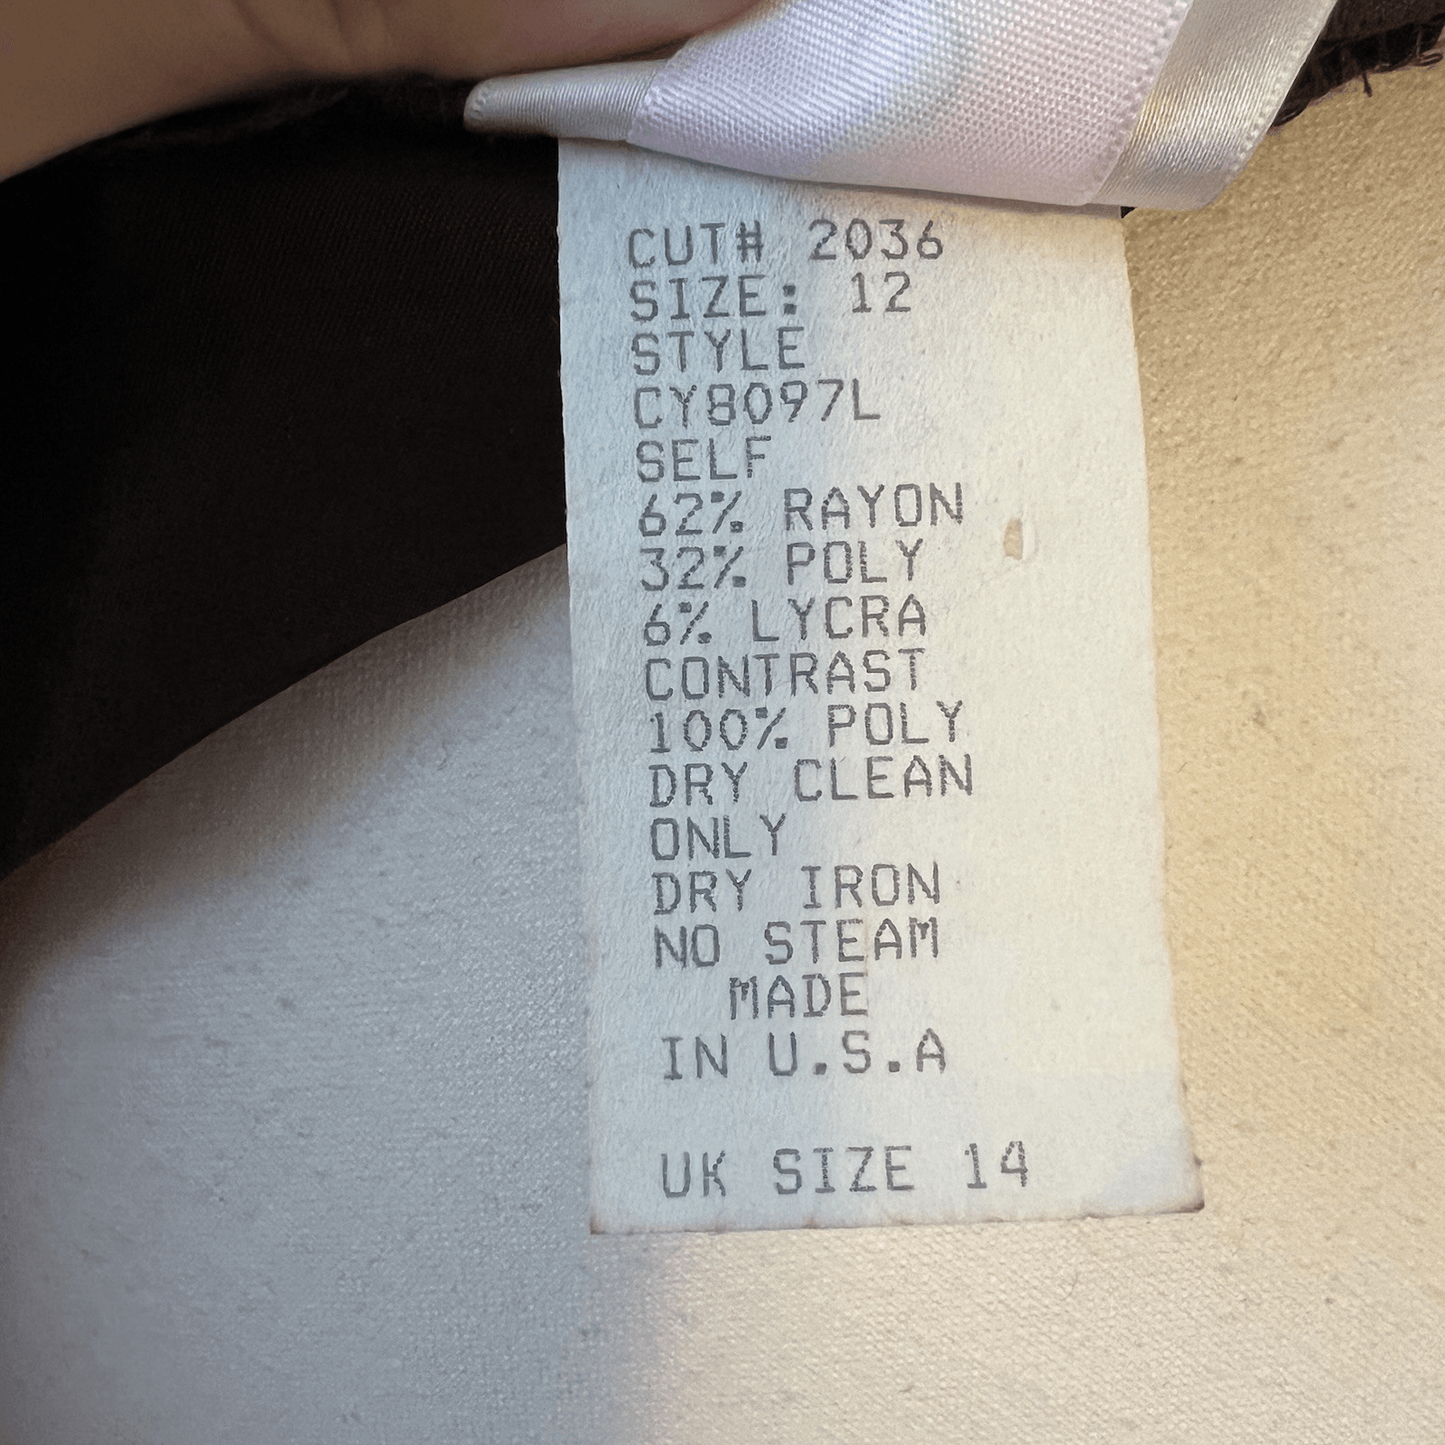 CUT# 2036
SIZE: 12
STYLE
CY8097L
SELF
62% RAYON
32% POLY
6% LYCRA
CONTRAST
100% POLY
DRY CLEAN
ONLY
DRY IRON
NO STEAM
MADE
IN U.S.A
UK SIZE 14